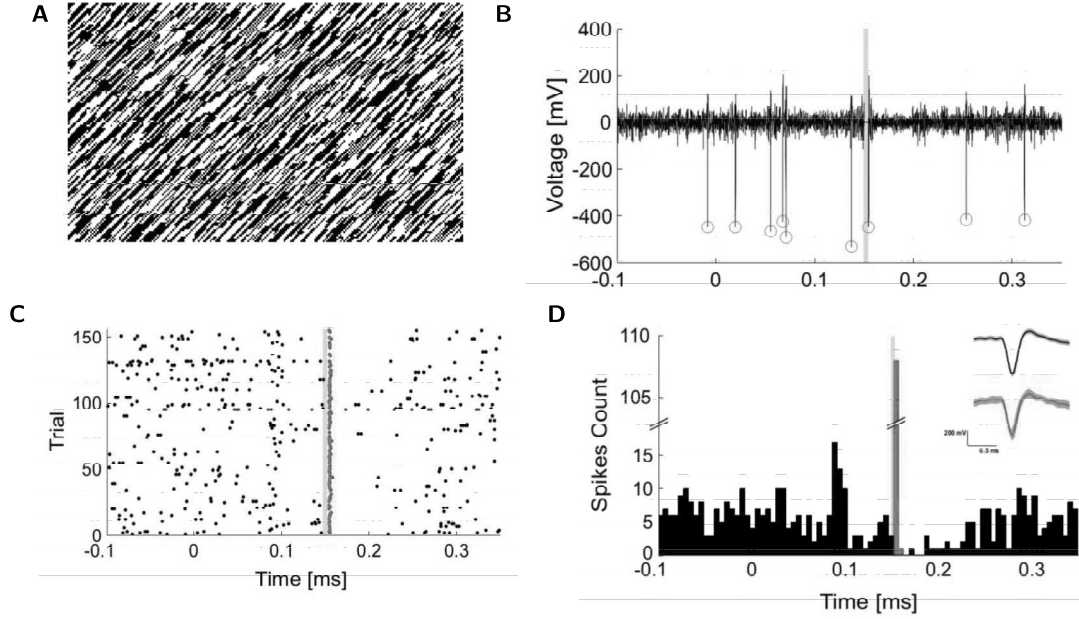 A
B
400
200
0
-200
-400
-600
Voltage [mV]
-0.1 0 0.1 0.2 0.3
C
150
100
50
0
Trial
-0.1 0 0.1 0.2 0.3
Time [ms]
D
110
105
15
10
5
0
Spikes Count
200 mV
0.5 ms
-0.1 0 0.1 0.2 0.3
Time [ms]